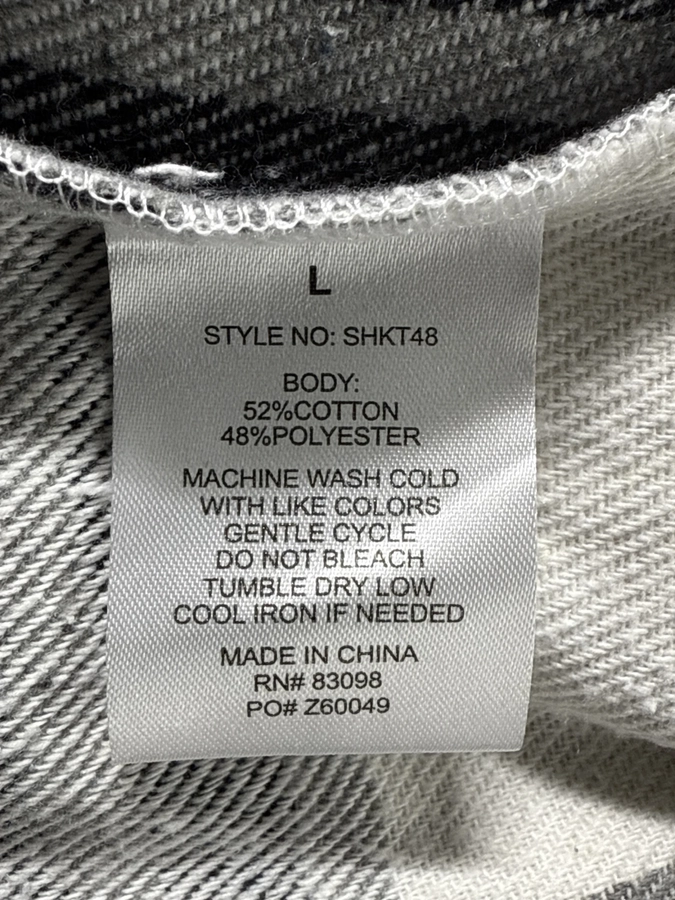 L
STYLE NO: SHKT48
BODY:
52%COTTON
48%POLYESTER
MACHINE WASH COLD
WITH LIKE COLORS
GENTLE CYCLE
DO NOT BLEACH
TUMBLE DRY LOW
COOL IRON IF NEEDED
MADE IN CHINA
RN# 83098
PO# Z60049